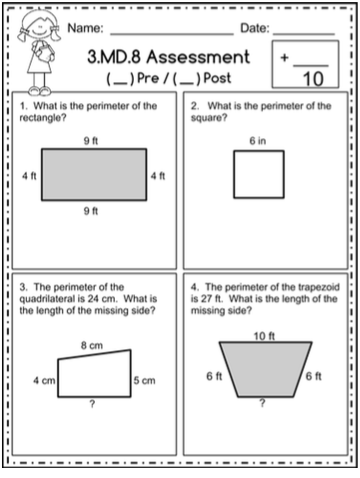 Name: ____________________ Date: __________
3.MD.8 Assessment
(__) Pre / (__) Post
+ ____
10
1. What is the perimeter of the
rectangle?
9 ft
4 ft
4 ft
9 ft
2. What is the perimeter of the
square?
6 in
3. The perimeter of the
quadrilateral is 24 cm. What is
the length of the missing side?
8 cm
4 cm
5 cm
?
4. The perimeter of the trapezoid
is 27 ft. What is the length of the
missing side?
10 ft
6 ft
6 ft
?